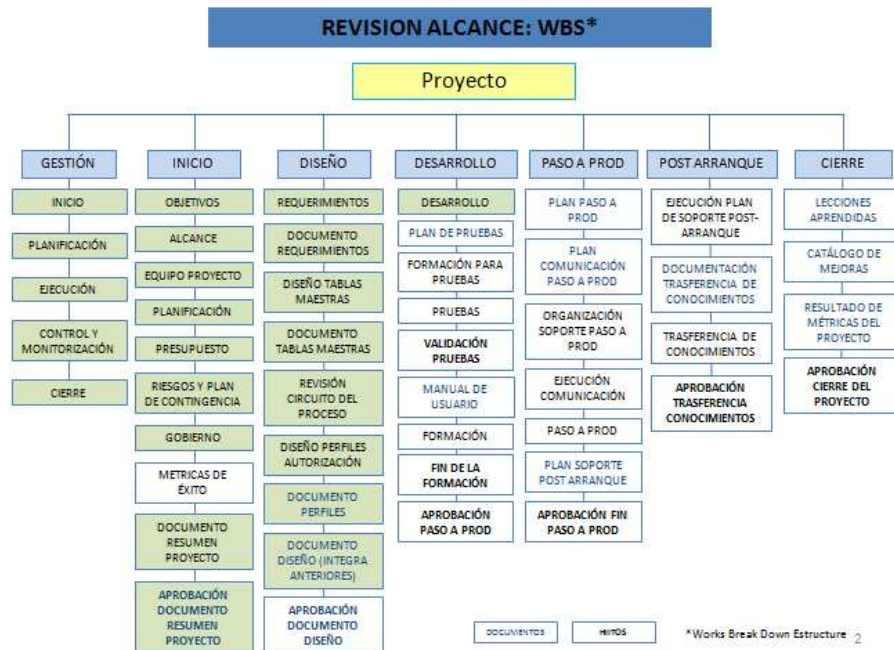 REVISION ALCANCE: WBS*
Proyecto
GESTIÓN
INICIO
PLANIFICACIÓN
EJECUCIÓN
CONTROL Y
MONITORIZACIÓN
CIERRE
INICIO
OBJETIVOS
ALCANCE
EQUIPO PROYECTO
PLANIFICACIÓN
PRESUPUESTO
RIESGOS Y PLAN
DE CONTINGENCIA
GOBIERNO
METRICAS DE
ÉXITO
DOCUMENTO
RESUMEN
PROYECTO
APROBACIÓN
DOCUMENTO
RESUMEN
PROYECTO
DISEÑO
REQUERIMIENTOS
DOCUMENTO
REQUERIMIENTOS
DISEÑO TABLAS
MAESTRAS
DOCUMENTO
TABLAS MAESTRAS
REVISIÓN
CIRCUITO DEL
PROCESO
DISEÑO PERFILES
AUTORIZACIÓN
DOCUMENTO
PERFILES
DOCUMENTO
DISEÑO (INTEGRA
ANTERIORES)
APROBACIÓN
DOCUMENTO
DISEÑO
DESARROLLO
DESARROLLO
PLAN DE PRUEBAS
FORMACIÓN PARA
PRUEBAS
PRUEBAS
VALIDACIÓN
PRUEBAS
MANUAL DE
USUARIO
FORMACIÓN
FIN DE LA
FORMACIÓN
APROBACIÓN
PASO A PROD
PASO A PROD
PLAN PASO A
PROD
PLAN
COMUNICACIÓN
PASO A PROD
ORGANIZACIÓN
SOPORTE PASO A
PROD
EJECUCIÓN
COMUNICACIÓN
PASO A PROD
PLAN SOPORTE
POST ARRANQUE
APROBACIÓN FIN
PASO A PROD
POST ARRANQUE
EJECUCIÓN PLAN
DE SOPORTE POST-
ARRANQUE
DOCUMENTACIÓN
TRASFERENCIA DE
CONOCIMIENTOS
TRASFERENCIA DE
CONOCIMIENTOS
APROBACIÓN
TRASFERENCIA
CONOCIMIENTOS
CIERRE
LECCIONES
APRENDIDAS
CATÁLOGO DE
MEJORAS
RESULTADO DE
MÉTRICAS DEL
PROYECTO
APROBACIÓN
CIERRE DEL
PROYECTO
DOCUMENTOS
*Works Break Down Estructure 2